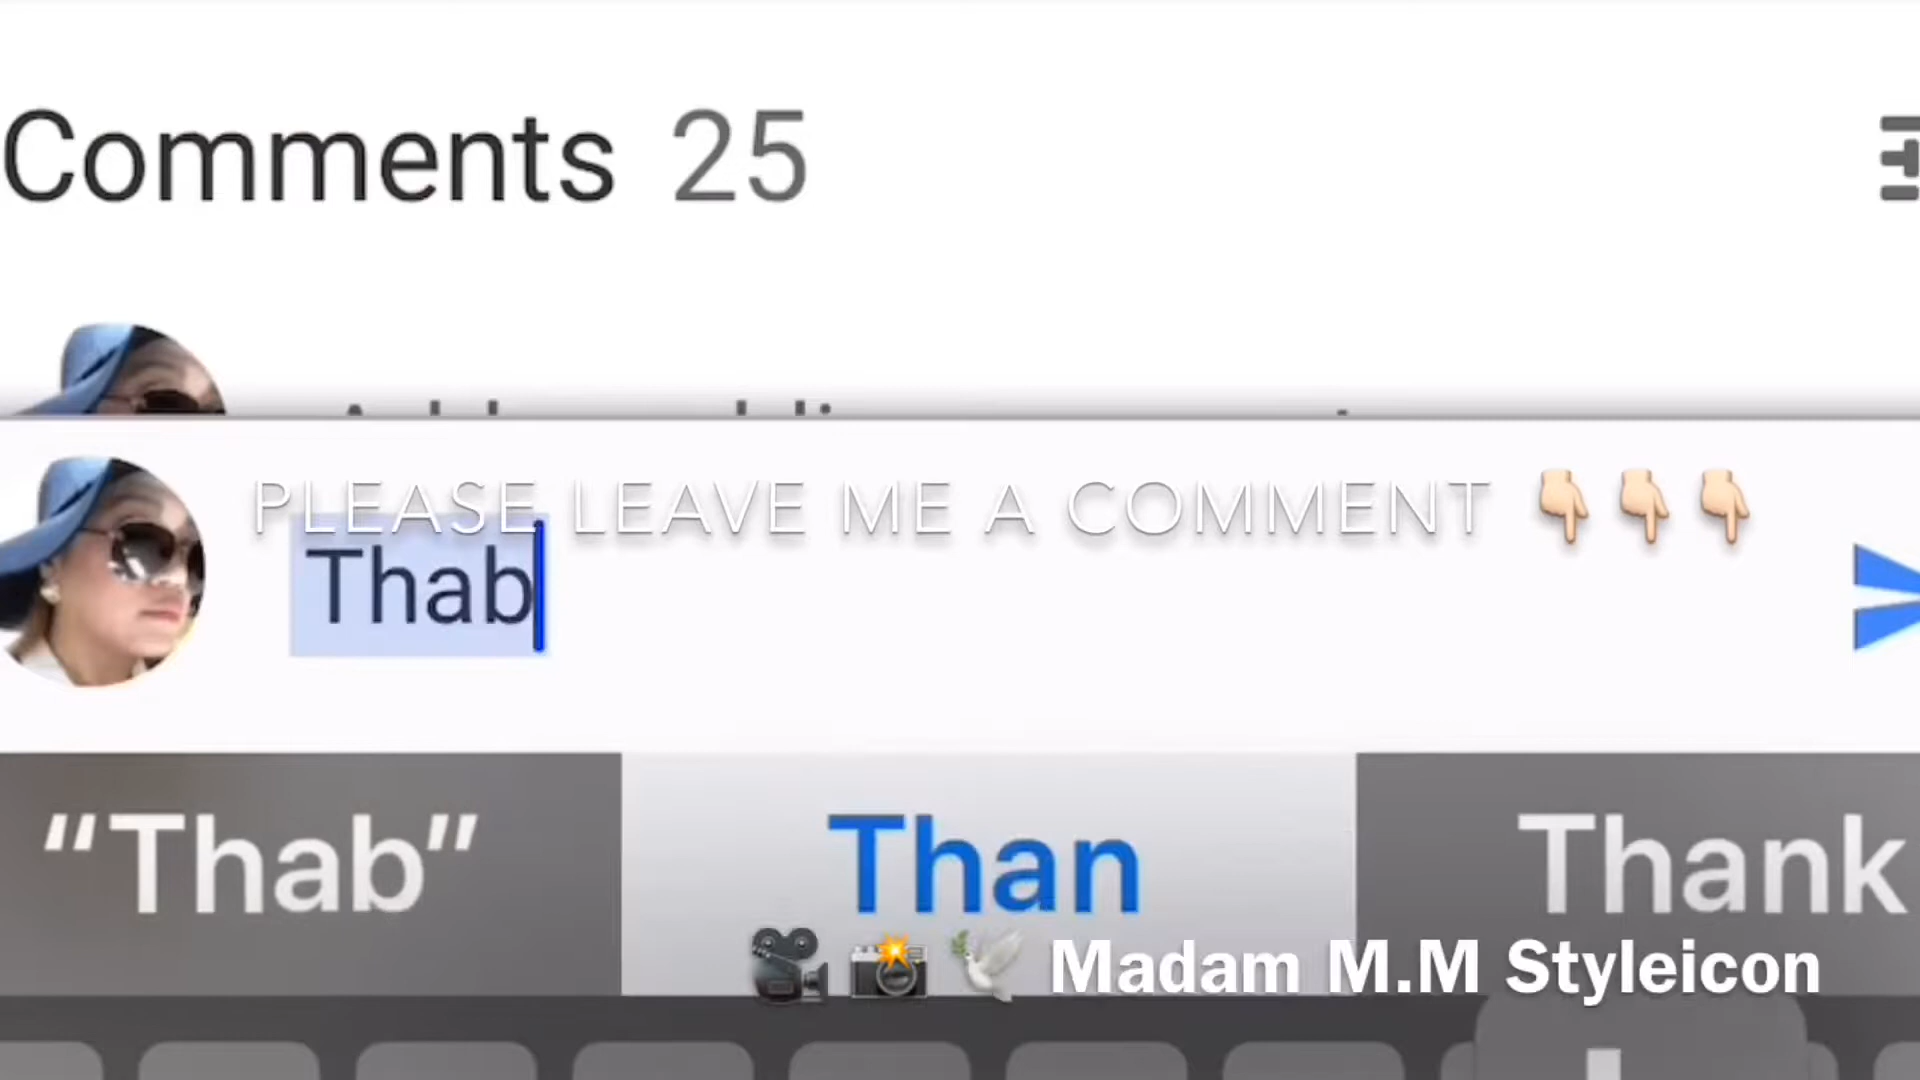 Comments 25
PLEASE LEAVE ME A COMMENT 👇🏼👇🏼👇🏼
Thab
“Thab” Than Thank
🎥 📸 🕊 Madam M.M Styleicon